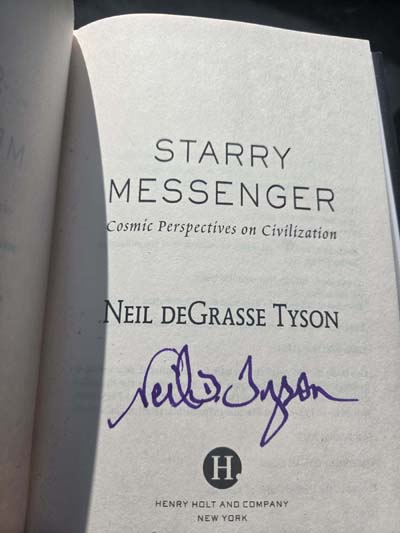 STARRY
MESSENGER
Cosmic Perspectives on Civilization
NEIL DEGRASSE TYSON
Neil D. Tyson
H
HENRY HOLT AND COMPANY
NEW YORK